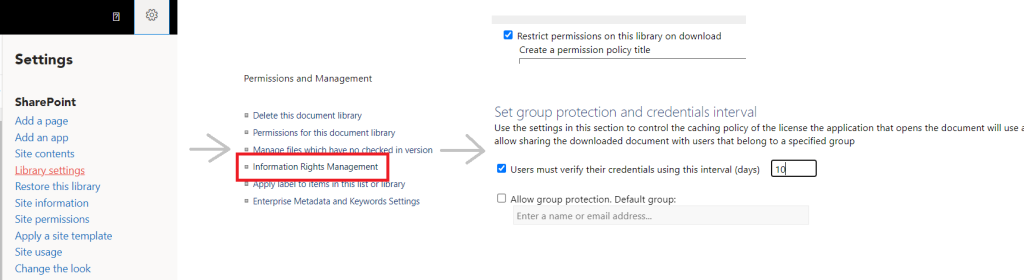 Settings
SharePoint
Add a page
Add an app
Site contents
Library settings
Restore this library
Site information
Site permissions
Apply a site template
Site usage
Change the look
Permissions and Management
Delete this document library
Permissions for this document library
Manage files which have no checked in version
Information Rights Management
Apply label to items in this list or library
Enterprise Metadata and Keywords Settings
Restrict permissions on this library on download
Create a permission policy title
Set group protection and credentials interval
Use the settings in this section to control the caching policy of the license the application that opens the document will use a
allow sharing the downloaded document with users that belong to a specified group
Users must verify their credentials using this interval (days) 10
Allow group protection. Default group:
Enter a name or email address...